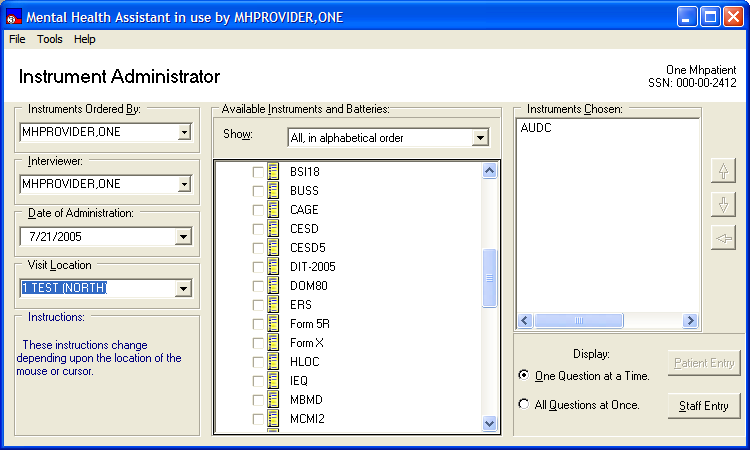 Mental Health Assistant in use by MHPROVIDER,ONE
File Tools Help
Instrument Administrator
One Mhpatient
SSN: 000-00-2412
Instruments Ordered By:
MHPROVIDER,ONE
Interviewer:
MHPROVIDER,ONE
Date of Administration:
7/21/2005
Visit Location
1 TEST (NORTH)
Instructions:
These instructions change
depending upon the location of the
mouse or cursor.
Available Instruments and Batteries:
Show:
All, in alphabetical order
BSI18
BUSS
CAGE
CESD
CESD5
DIT-2005
DOM80
ERS
Form 5R
Form X
HLOC
IEQ
MBMD
MCMI2
Instruments Chosen:
AUDC
Display:
One Question at a Time.
All Questions at Once.
Patient Entry
Staff Entry